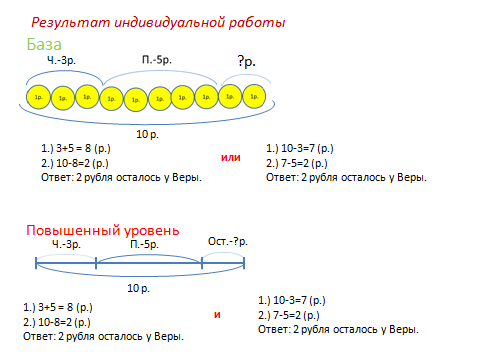 Результат индивидуальной работы
База
Ч.-3р. П.-5р. ?р.
1р. 1р. 1р. 1р. 1р. 1р. 1р. 1р. 1р. 1р.
10 р.
1.) 3+5 = 8 (р.)
2.) 10-8=2 (р.)
Ответ: 2 рубля осталось у Веры.
или
1.) 10-3=7 (р.)
2.) 7-5=2 (р.)
Ответ: 2 рубля осталось у Веры.
Повышенный уровень
Ч.-3р. П.-5р. Ост.-?р.
10 р.
1.) 3+5 = 8 (р.)
2.) 10-8=2 (р.)
Ответ: 2 рубля осталось у Веры.
и
1.) 10-3=7 (р.)
2.) 7-5=2 (р.)
Ответ: 2 рубля осталось у Веры.